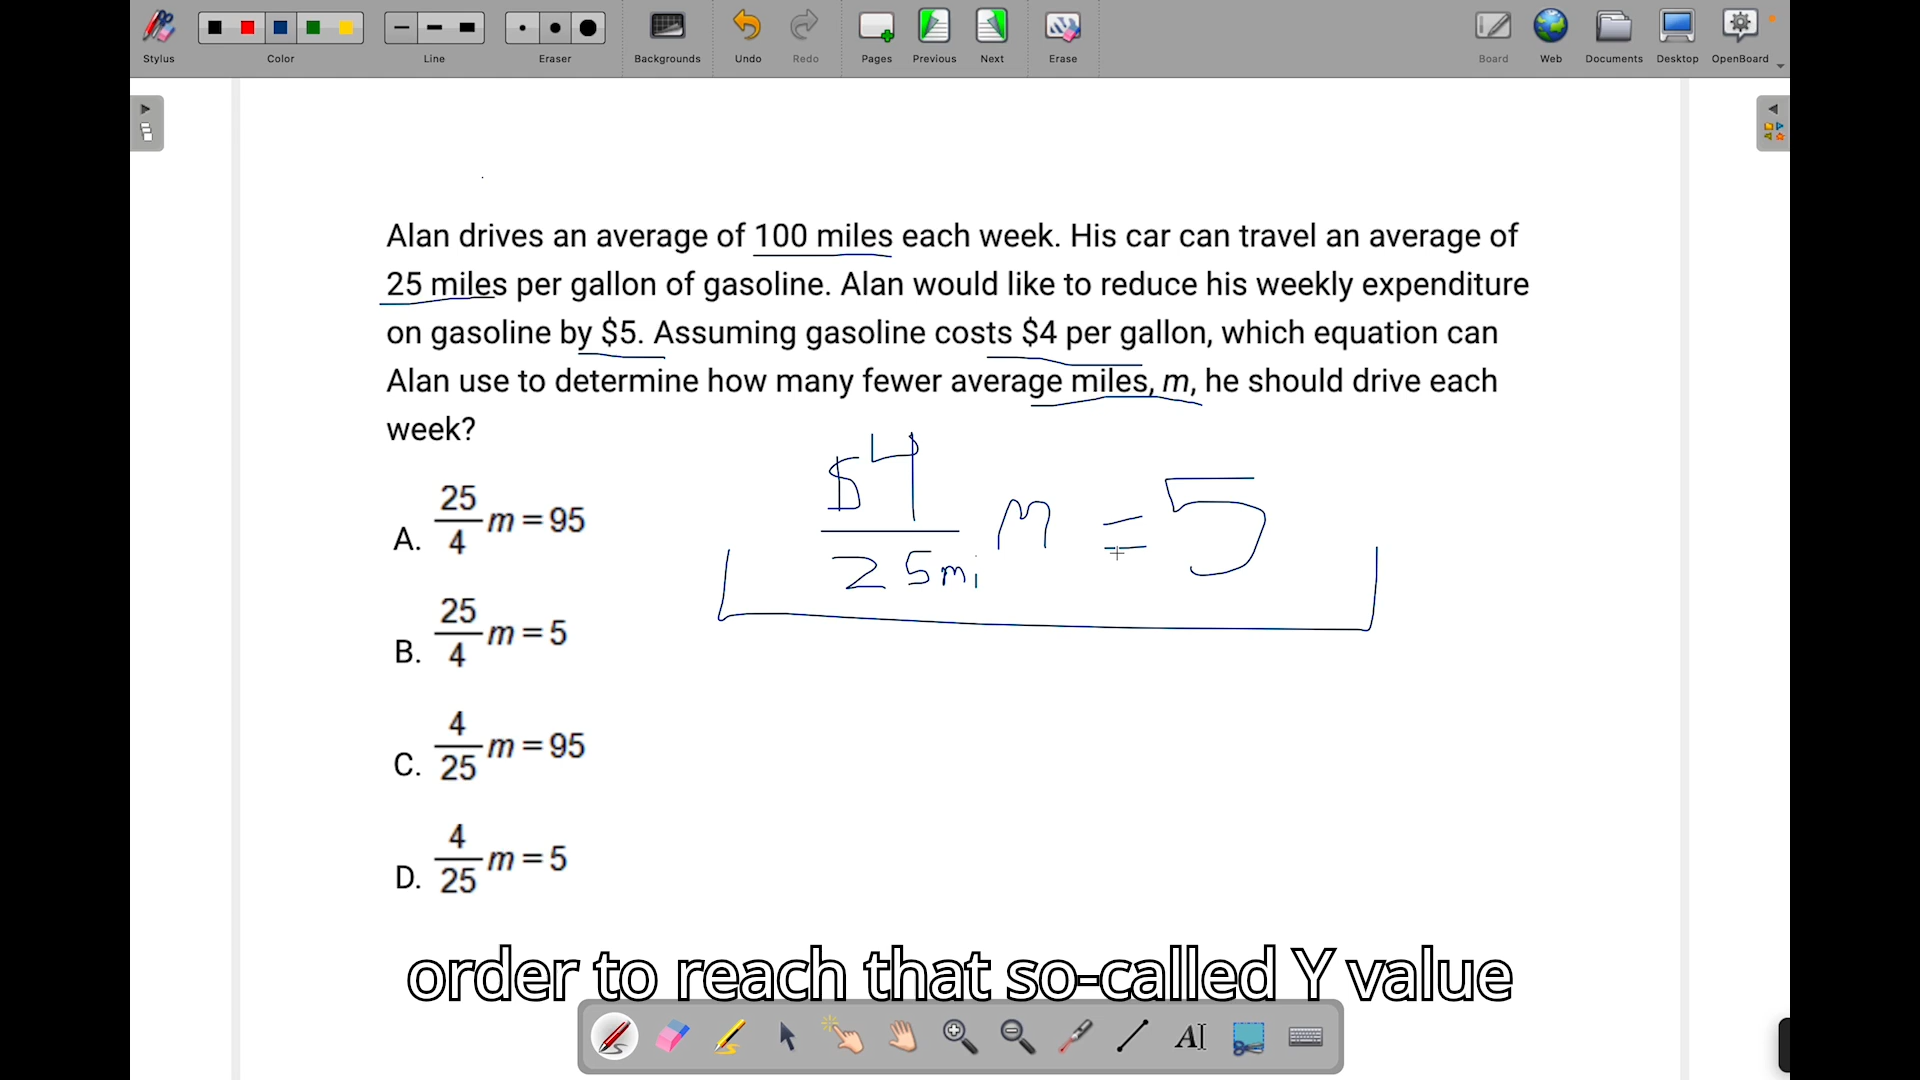 Stylus
Color
Line
Eraser
Backgrounds
Undo
Redo
Pages
Previous
Next
Erase
Board
Web
Documents
Desktop
OpenBoard
Alan drives an average of 100 miles each week. His car can travel an average of
25 miles per gallon of gasoline. Alan would like to reduce his weekly expenditure
on gasoline by $5. Assuming gasoline costs $4 per gallon, which equation can
Alan use to determine how many fewer average miles, m, he should drive each
week?
$4/25mi m = 5
A. 25/4 m = 95
B. 25/4 m = 5
C. 4/25 m = 95
D. 4/25 m = 5
order to reach that so-called Y value
AI